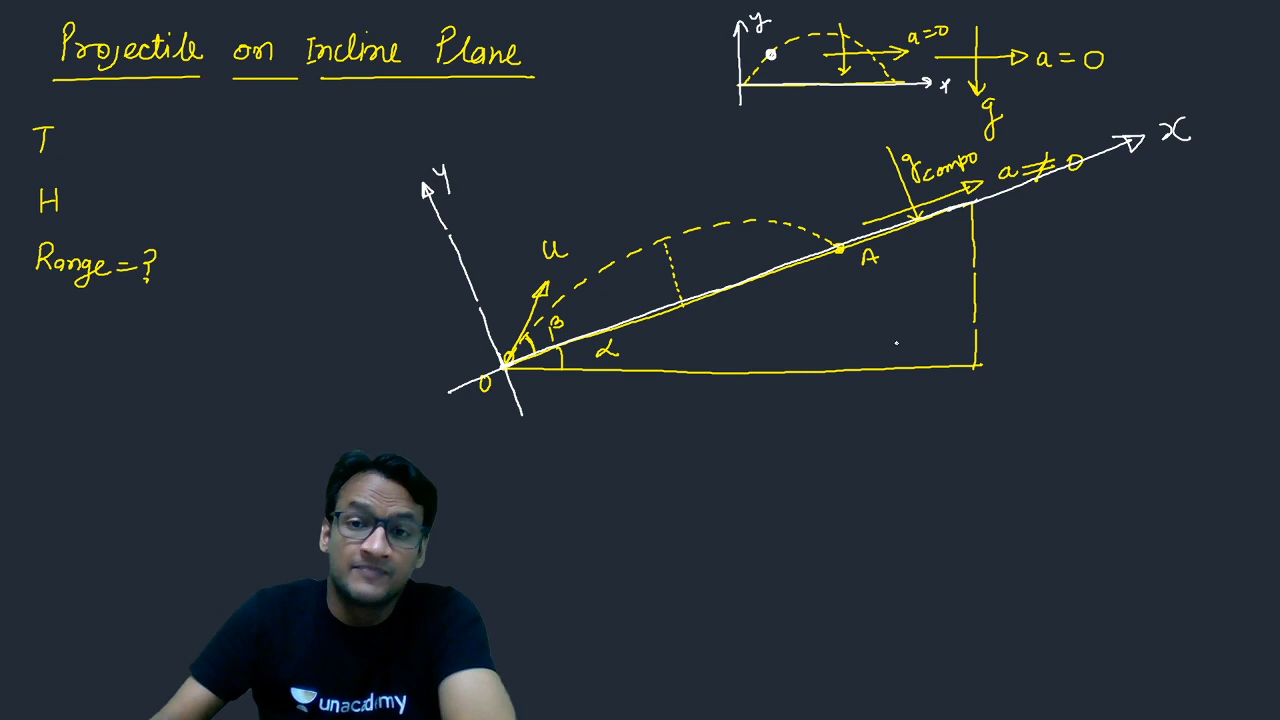 Projectile on Incline Plane
T
H
Range = ?
y
a=0
x
a = 0
g
y
x
u
g compo
a ≠ 0
A
β
α
O
unacademy